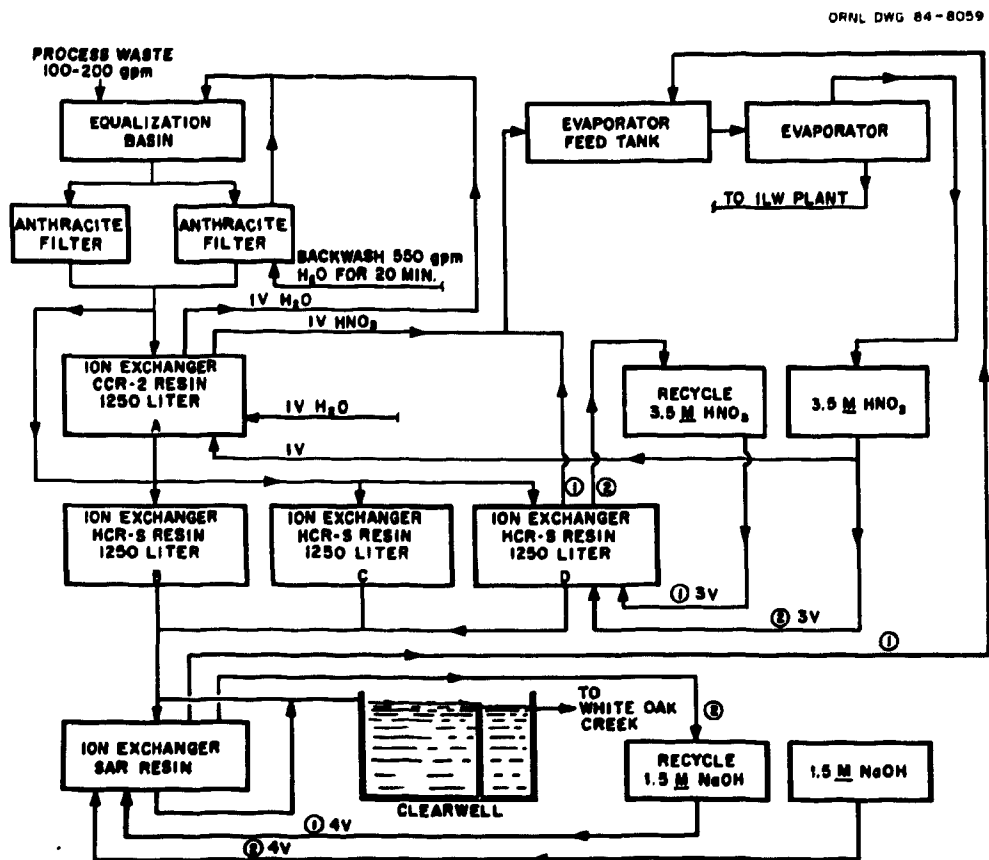 ORNL DWG 84-8059
PROCESS WASTE
100-200 gpm
EQUALIZATION
BASIN
EVAPORATOR
FEED TANK
EVAPORATOR
TO ILW PLANT
ANTHRACITE
FILTER
ANTHRACITE
FILTER
BACKWASH 550 gpm
H₂O FOR 20 MIN.
1V H₂O
1V HNO₃
ION EXCHANGER
CCR-2 RESIN
1250 LITER
A
1V H₂O
1V
RECYCLE
3.5 M HNO₃
3.5 M HNO₃
① ②
ION EXCHANGER
HCR-S RESIN
1250 LITER
B
ION EXCHANGER
HCR-S RESIN
1250 LITER
C
ION EXCHANGER
HCR-S RESIN
1250 LITER
D
① 3V
② 3V
①
TO
WHITE OAK
CREEK
②
ION EXCHANGER
SAR RESIN
CLEARWELL
RECYCLE
1.5 M NaOH
1.5 M NaOH
① 4V
② 4V